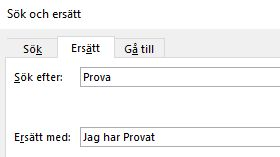 Sök och ersätt
Sök Ersätt Gå till
Sök efter: Prova
Ersätt med: Jag har Provat